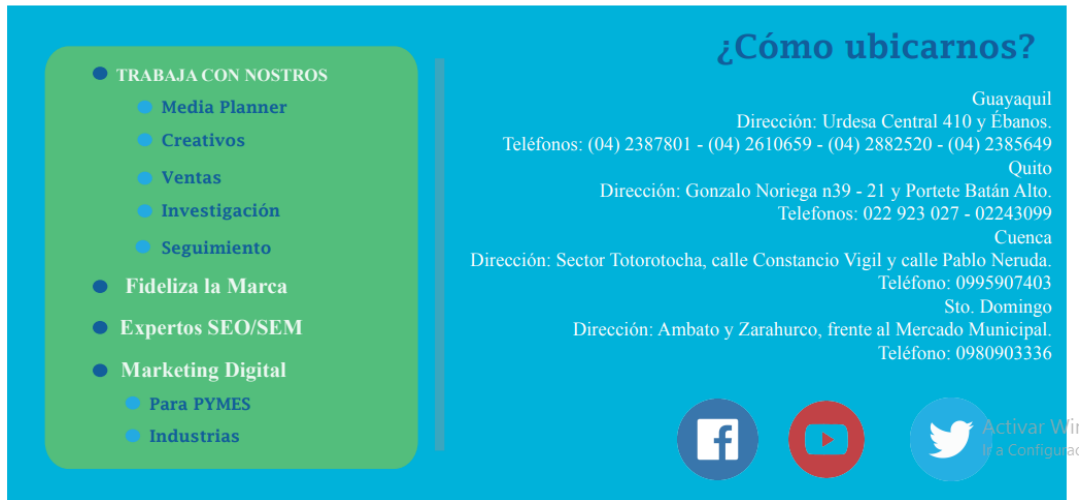 TRABAJA CON NOSTROS
Media Planner
Creativos
Ventas
Investigación
Seguimiento
Fideliza la Marca
Expertos SEO/SEM
Marketing Digital
Para PYMES
Industrias
¿Cómo ubicarnos?
Guayaquil
Dirección: Urdesa Central 410 y Ébanos.
Teléfonos: (04) 2387801 - (04) 2610659 - (04) 2882520 - (04) 2385649
Quito
Dirección: Gonzalo Noriega n39 - 21 y Portete Batán Alto.
Telefonos: 022 923 027 - 02243099
Cuenca
Dirección: Sector Totorotocha, calle Constancio Vigil y calle Pablo Neruda.
Teléfono: 0995907403
Sto. Domingo
Dirección: Ambato y Zarahurco, frente al Mercado Municipal.
Teléfono: 0980903336
Activar Win
Ir a Configurac